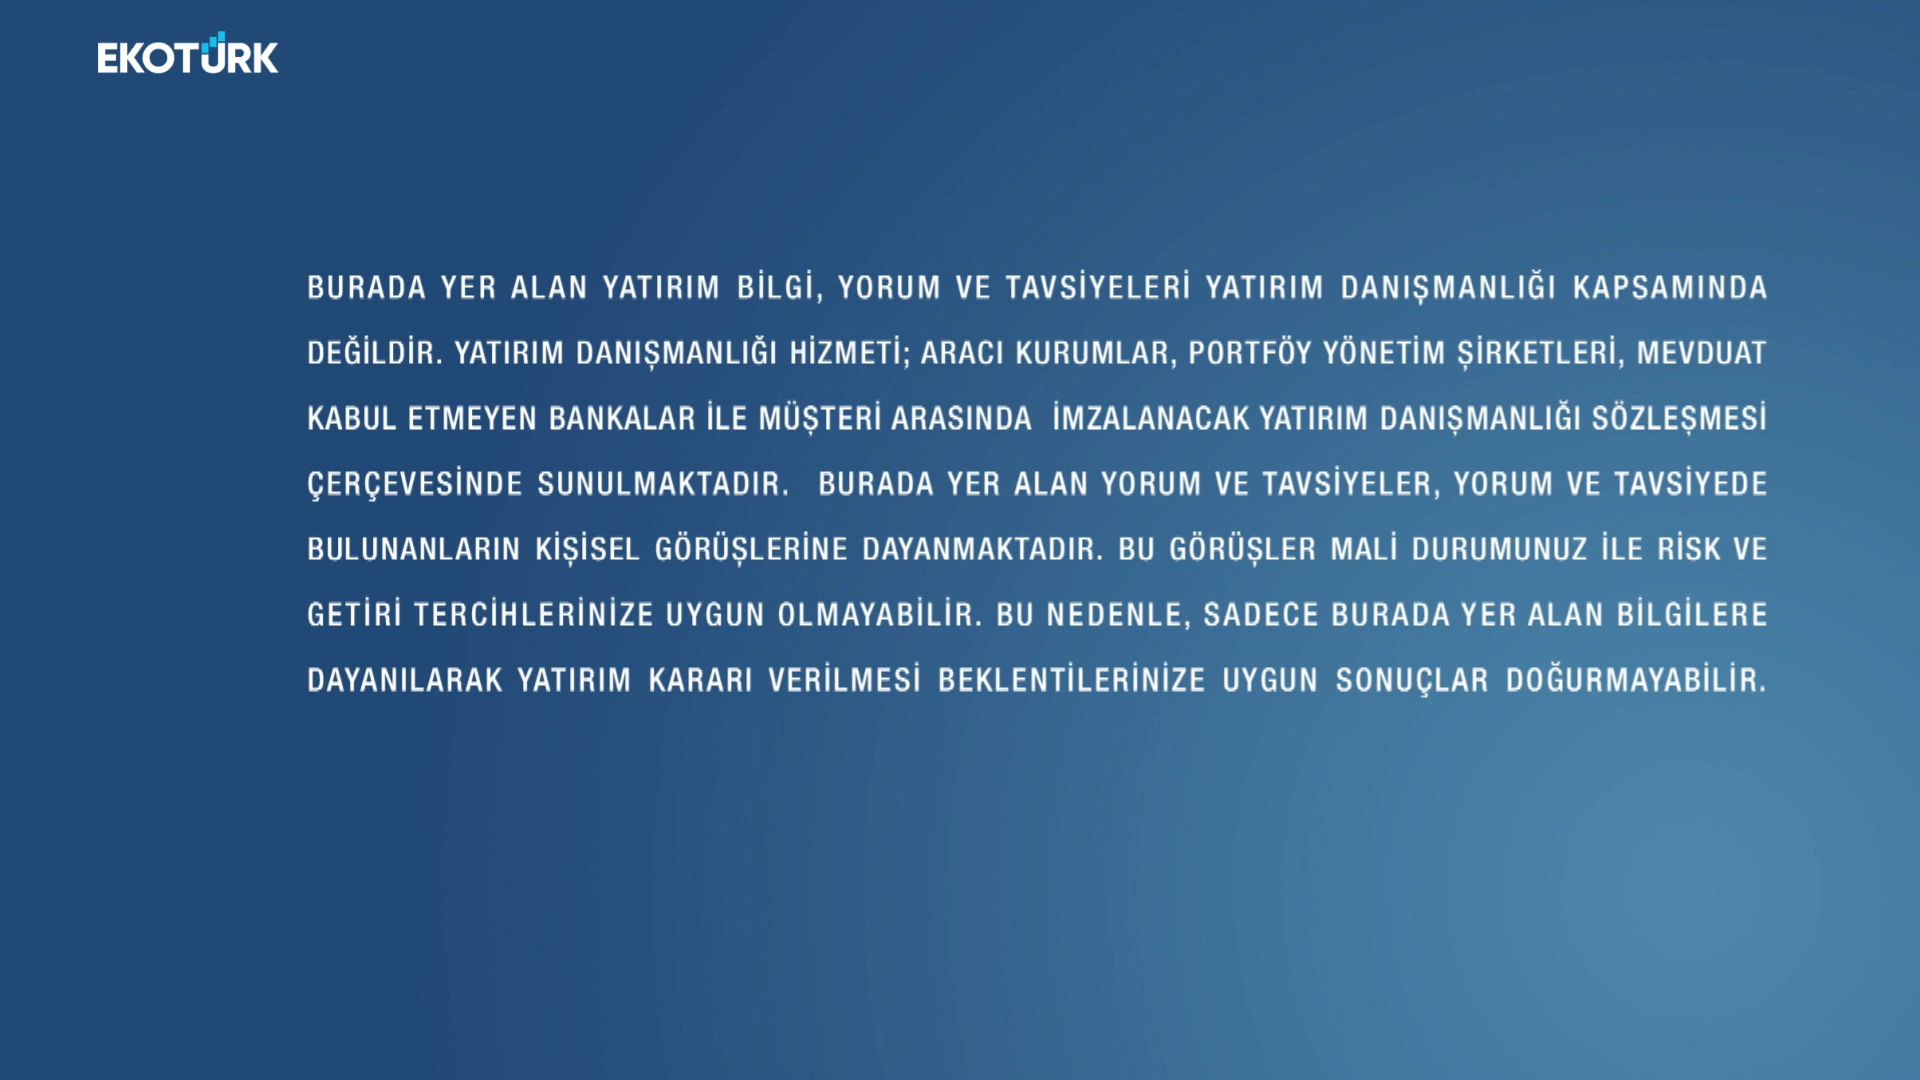 EKOTÜRK
BURADA YER ALAN YATIRIM BİLGİ, YORUM VE TAVSİYELERİ YATIRIM DANIŞMANLIĞI KAPSAMINDA
DEĞİLDİR. YATIRIM DANIŞMANLIĞI HİZMETİ; ARACI KURUMLAR, PORTFÖY YÖNETİM ŞİRKETLERİ, MEVDUAT
KABUL ETMEYEN BANKALAR İLE MÜŞTERİ ARASINDA İMZALANACAK YATIRIM DANIŞMANLIĞI SÖZLEŞMESİ
ÇERÇEVESİNDE SUNULMAKTADIR. BURADA YER ALAN YORUM VE TAVSİYELER, YORUM VE TAVSİYEDE
BULUNANLARIN KİŞİSEL GÖRÜŞLERİNE DAYANMAKTADIR. BU GÖRÜŞLER MALİ DURUMUNUZ İLE RİSK VE
GETİRİ TERCİHLERİNİZE UYGUN OLMAYABİLİR. BU NEDENLE, SADECE BURADA YER ALAN BİLGİLERE
DAYANILARAK YATIRIM KARARI VERİLMESİ BEKLENTİLERİNİZE UYGUN SONUÇLAR DOĞURMAYABİLİR.